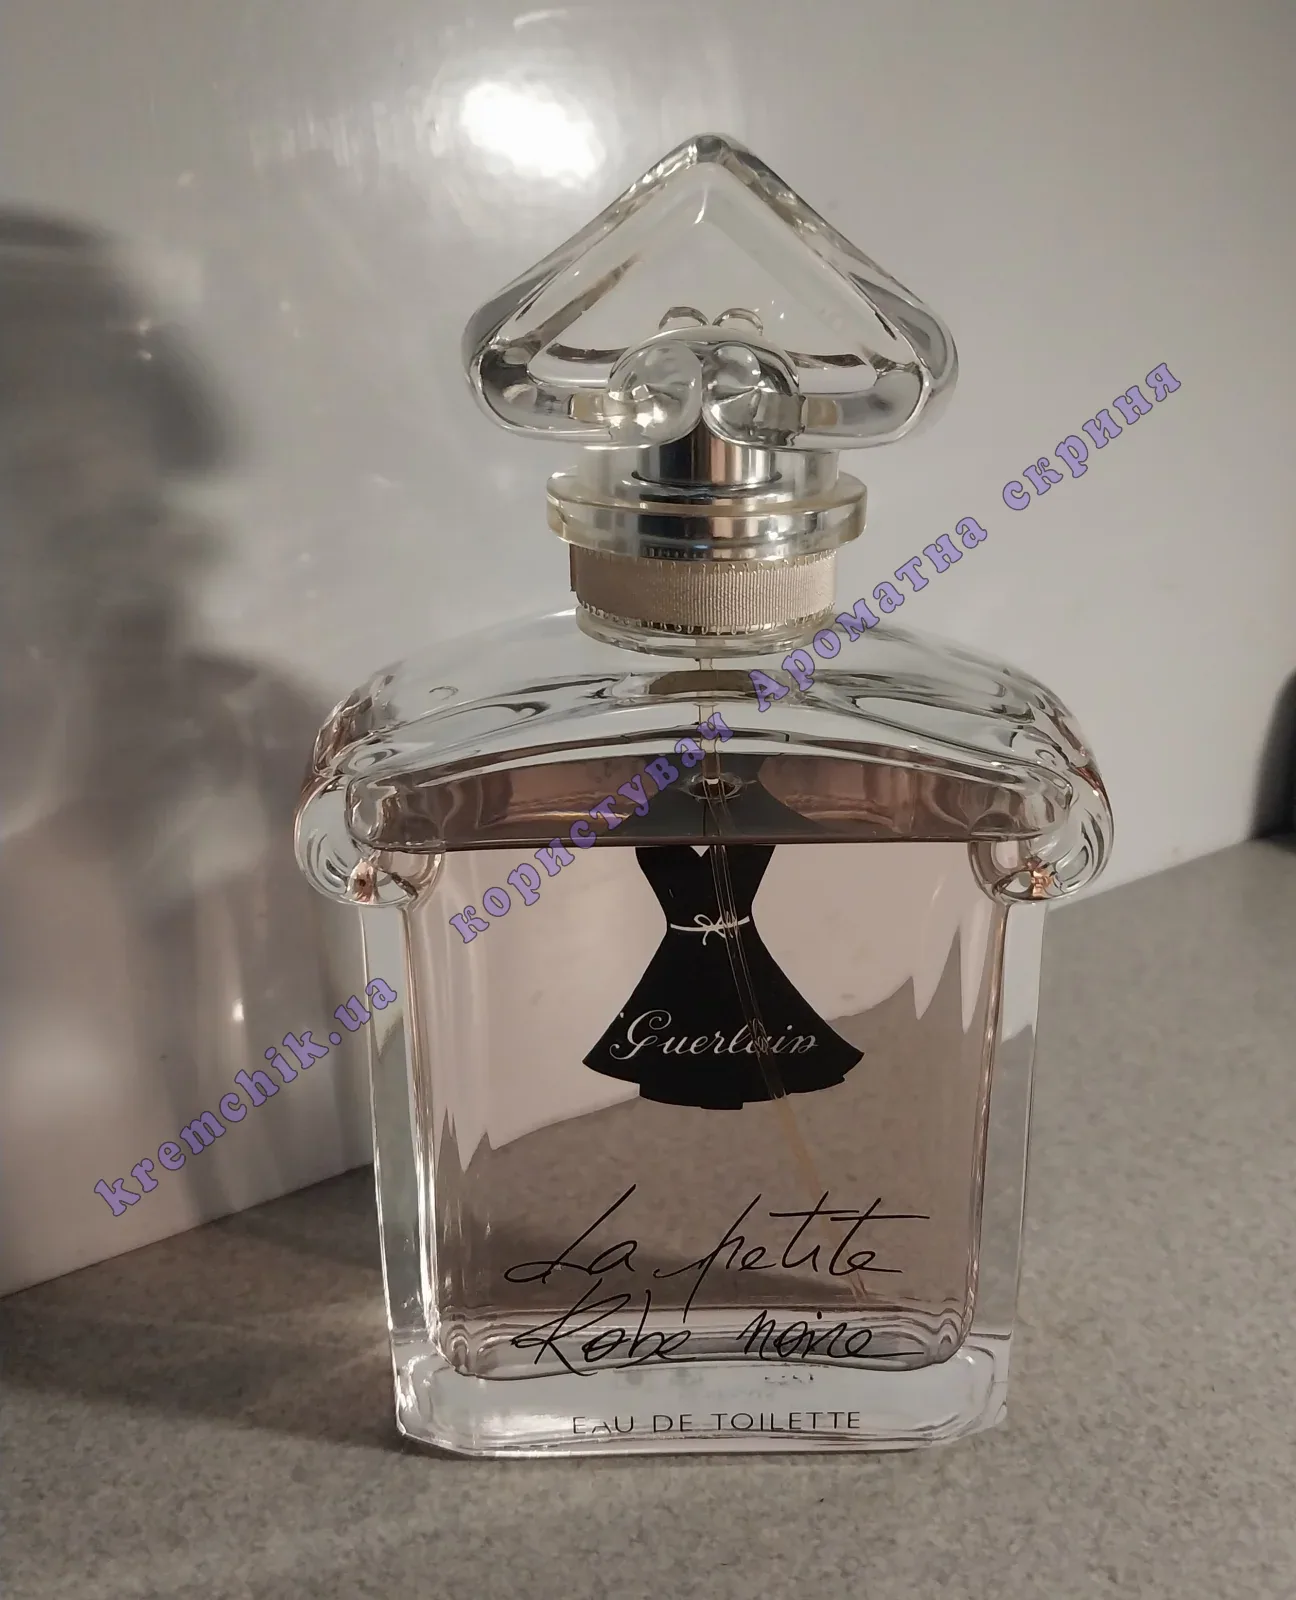 kremchik.ua користувач Ароматна скриня
Guerlain
La petite
Robe noire
EAU DE TOILETTE